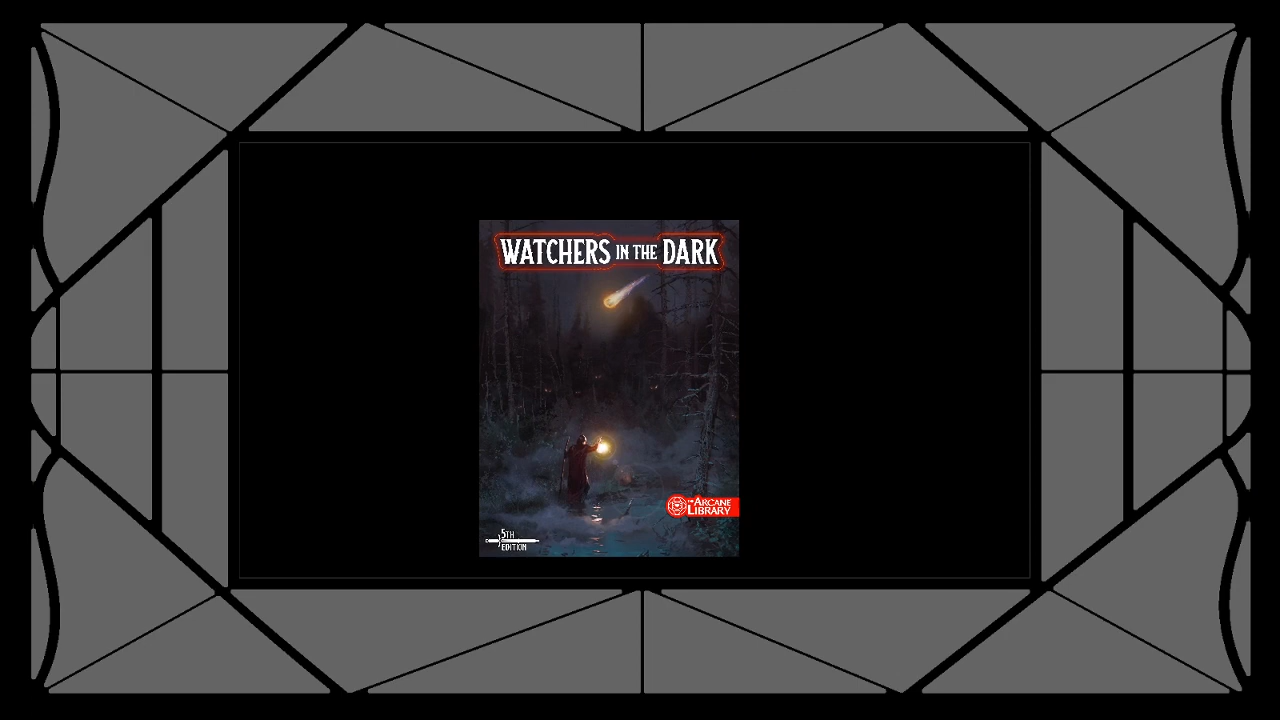 WATCHERS IN THE DARK
THE ARCANE
LIBRARY
5TH
EDITION